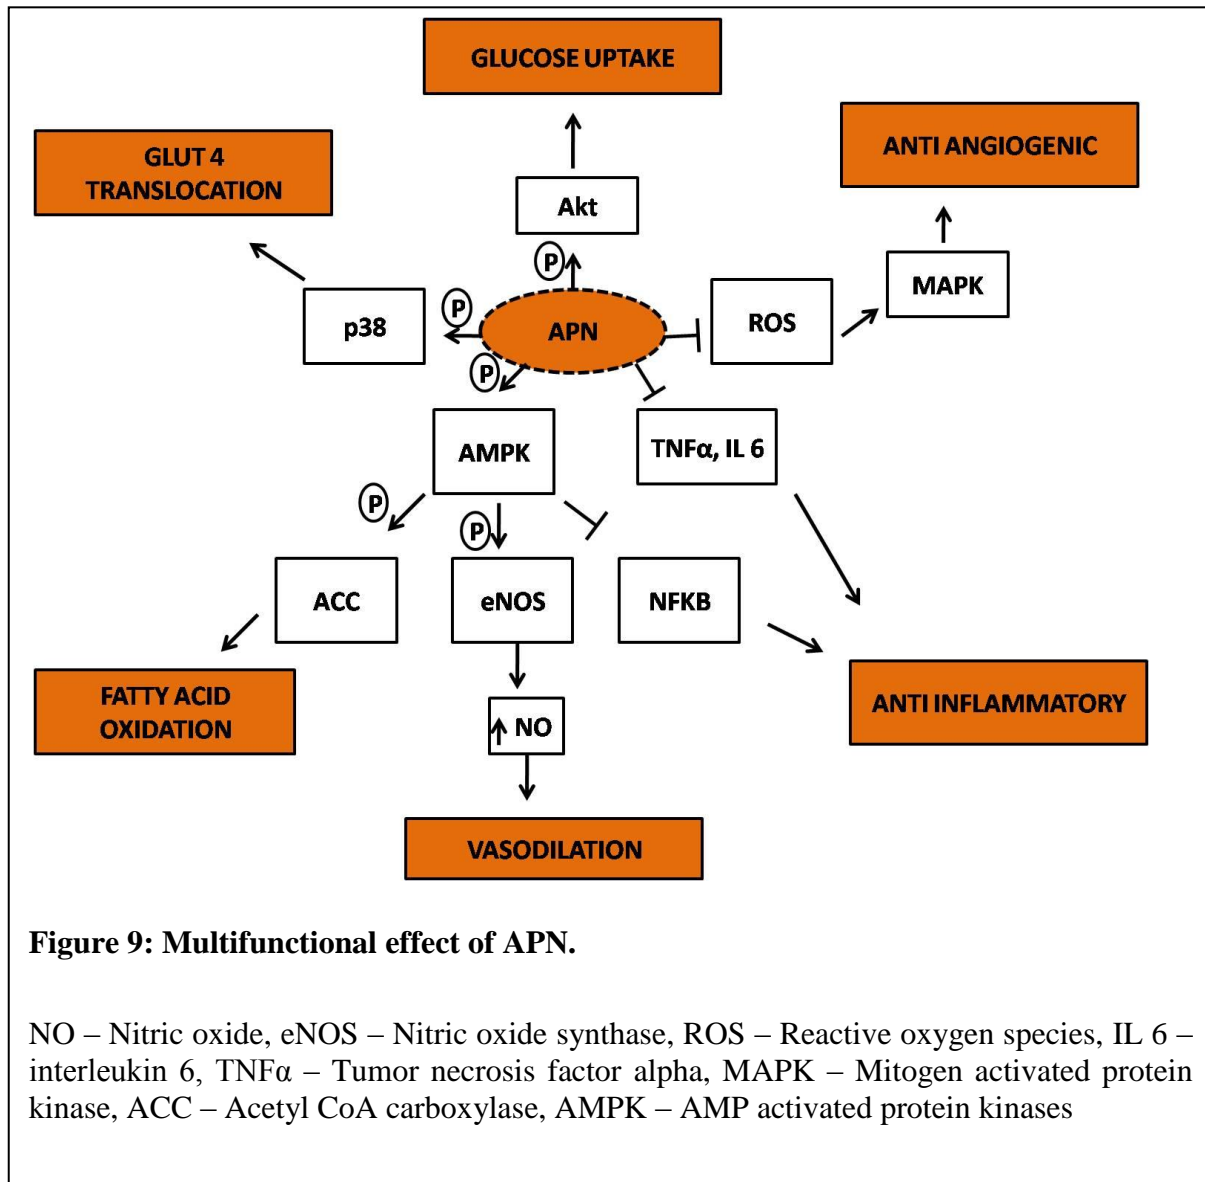 GLUCOSE UPTAKE
GLUT 4
TRANSLOCATION
ANTI ANGIOGENIC
Akt
MAPK
P
P
p38
APN
ROS
P
AMPK
TNFα, IL 6
P
P
ACC
eNOS
NFKB
FATTY ACID
OXIDATION
NO
ANTI INFLAMMATORY
VASODILATION
Figure 9: Multifunctional effect of APN.
NO – Nitric oxide, eNOS – Nitric oxide synthase, ROS – Reactive oxygen species, IL 6 –
interleukin 6, TNFα – Tumor necrosis factor alpha, MAPK – Mitogen activated protein
kinase, ACC – Acetyl CoA carboxylase, AMPK – AMP activated protein kinases